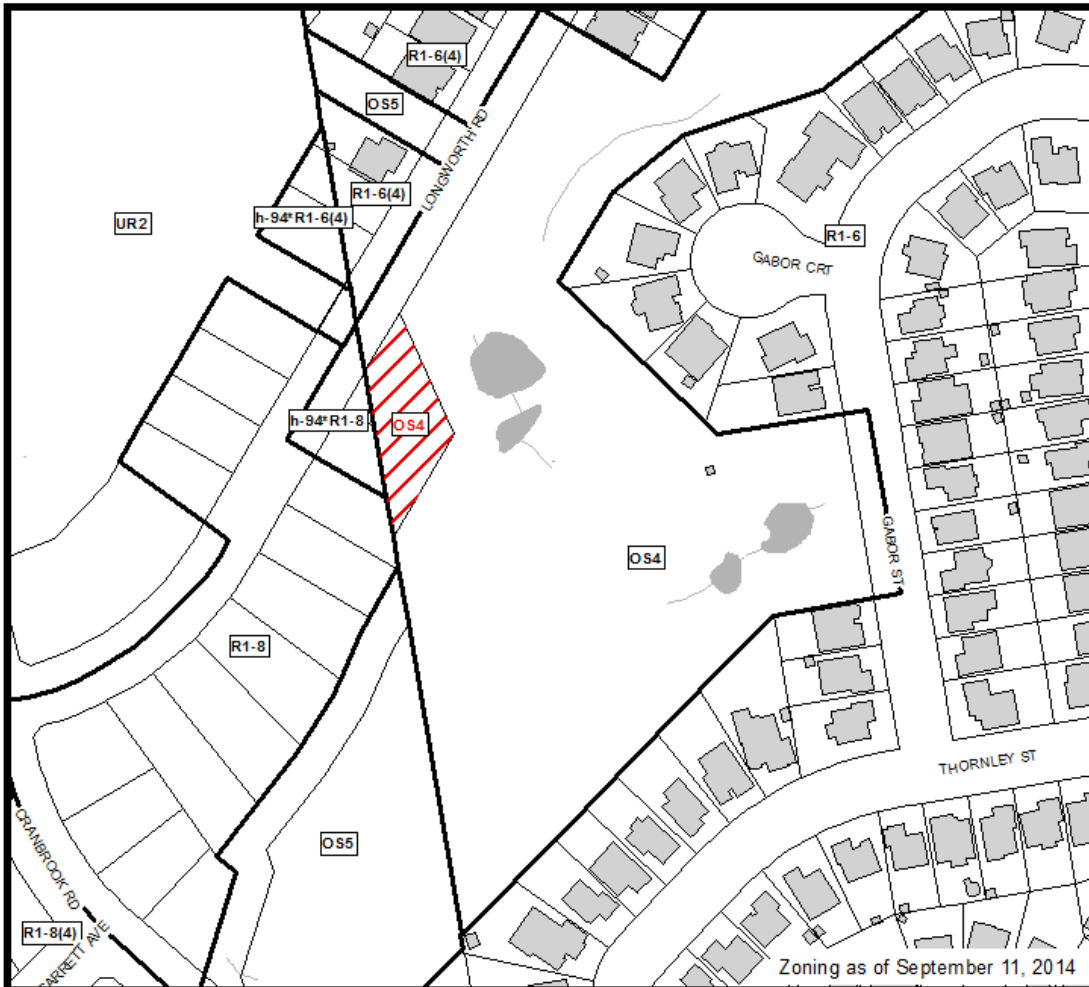 R1-6(4)
OS5
LONGWORTH RD
R1-6(4)
h-94*R1-6(4)
UR2
R1-6
GABOR CRT
h-94*R1-8
OS4
OS4
GABOR ST
R1-8
THORNLEY ST
OS5
CRANBROOK RD
R1-8(4)
GARRETT AVE
Zoning as of September 11, 2014